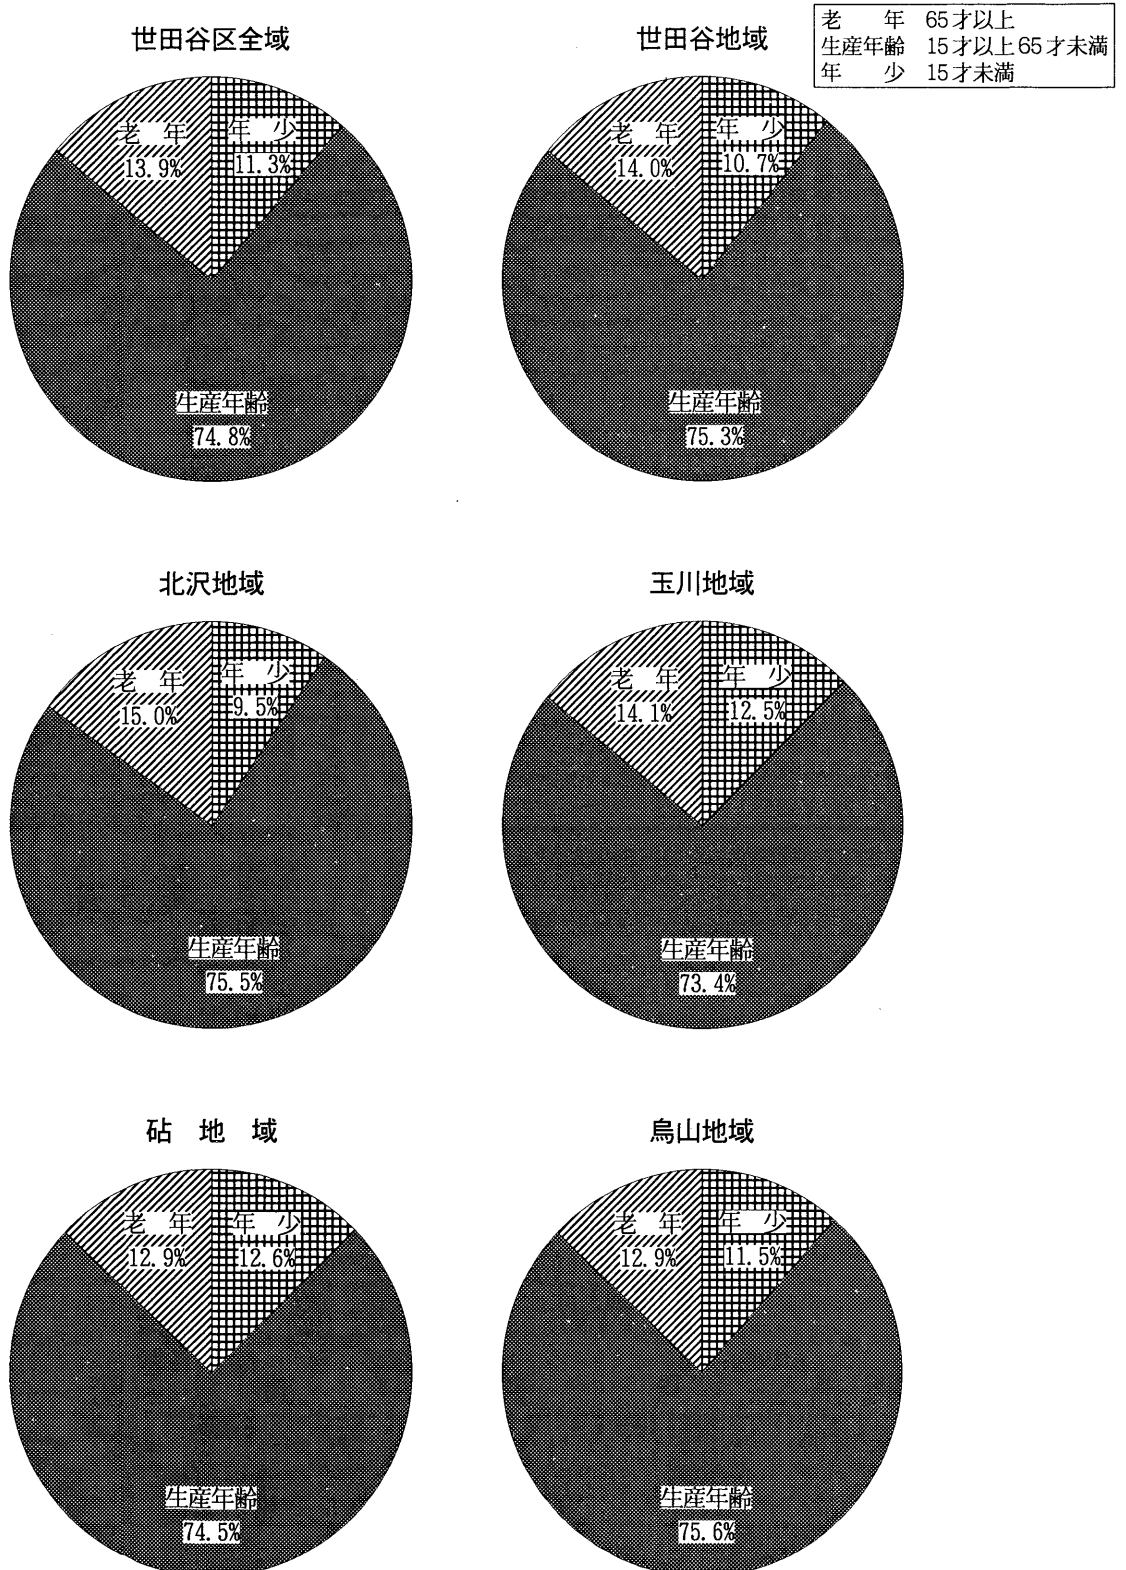 老　年　65才以上
生産年齢　15才以上65才未満
年　少　15才未満
世田谷区全域
老　年
13.9%
年　少
11.3%
生産年齢
74.8%
世田谷地域
老　年
14.0%
年　少
10.7%
生産年齢
75.3%
北沢地域
老　年
15.0%
年　少
9.5%
生産年齢
75.5%
玉川地域
老　年
14.1%
年　少
12.5%
生産年齢
73.4%
砧　地　域
老　年
12.9%
年　少
12.6%
生産年齢
74.5%
烏山地域
老　年
12.9%
年　少
11.5%
生産年齢
75.6%